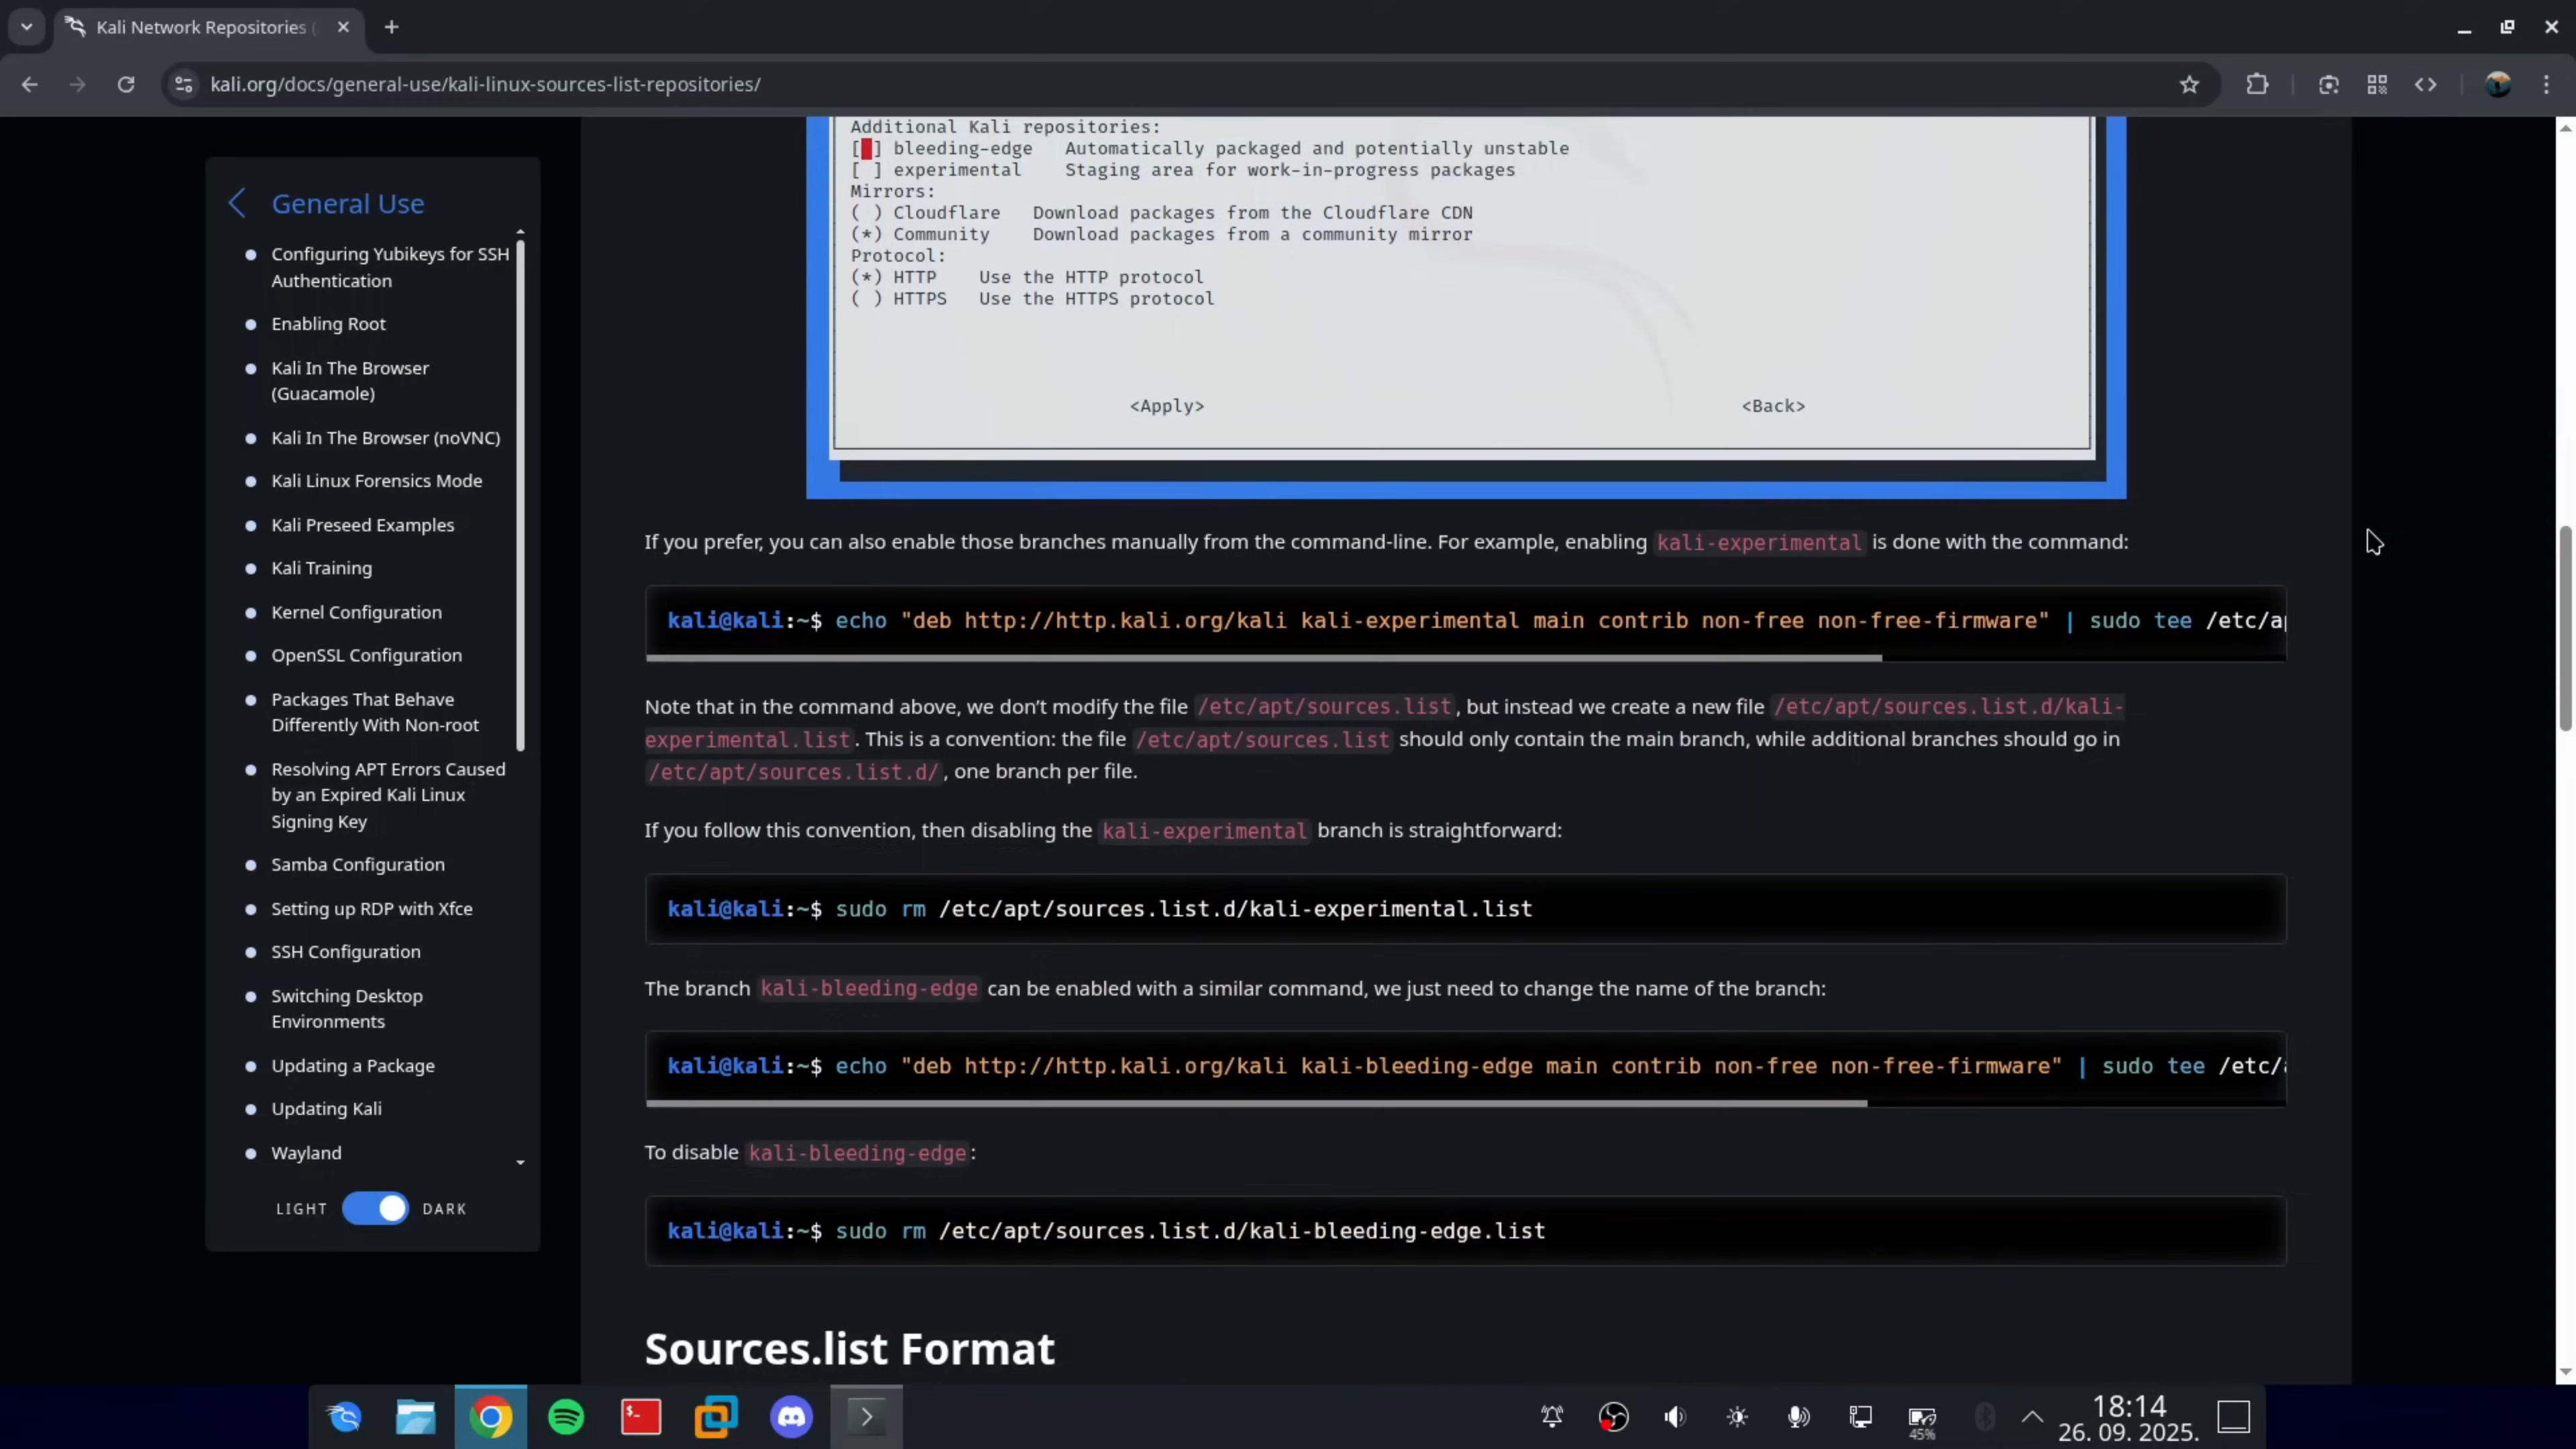 Kali Network Repositories (
kali.org/docs/general-use/kali-linux-sources-list-repositories/
General Use
Configuring Yubikeys for SSH
Authentication
Enabling Root
Kali In The Browser
(Guacamole)
Kali In The Browser (noVNC)
Kali Linux Forensics Mode
Kali Preseed Examples
Kali Training
Kernel Configuration
OpenSSL Configuration
Packages That Behave
Differently With Non-root
Resolving APT Errors Caused
by an Expired Kali Linux
Signing Key
Samba Configuration
Setting up RDP with Xfce
SSH Configuration
Switching Desktop
Environments
Updating a Package
Updating Kali
Wayland
LIGHT DARK
Additional Kali repositories:
[ ] bleeding-edge Automatically packaged and potentially unstable
[ ] experimental Staging area for work-in-progress packages
Mirrors:
( ) Cloudflare Download packages from the Cloudflare CDN
(*) Community Download packages from a community mirror
Protocol:
(*) HTTP Use the HTTP protocol
( ) HTTPS Use the HTTPS protocol
<Apply> <Back>
If you prefer, you can also enable those branches manually from the command-line. For example, enabling kali-experimental is done with the command:
kali@kali:~$ echo "deb http://http.kali.org/kali kali-experimental main contrib non-free non-free-firmware" | sudo tee /etc/ap
Note that in the command above, we don't modify the file /etc/apt/sources.list, but instead we create a new file /etc/apt/sources.list.d/kali-
experimental.list. This is a convention: the file /etc/apt/sources.list should only contain the main branch, while additional branches should go in
/etc/apt/sources.list.d/, one branch per file.
If you follow this convention, then disabling the kali-experimental branch is straightforward:
kali@kali:~$ sudo rm /etc/apt/sources.list.d/kali-experimental.list
The branch kali-bleeding-edge can be enabled with a similar command, we just need to change the name of the branch:
kali@kali:~$ echo "deb http://http.kali.org/kali kali-bleeding-edge main contrib non-free non-free-firmware" | sudo tee /etc/
To disable kali-bleeding-edge:
kali@kali:~$ sudo rm /etc/apt/sources.list.d/kali-bleeding-edge.list
Sources.list Format
45%
18:14
26. 09. 2025.